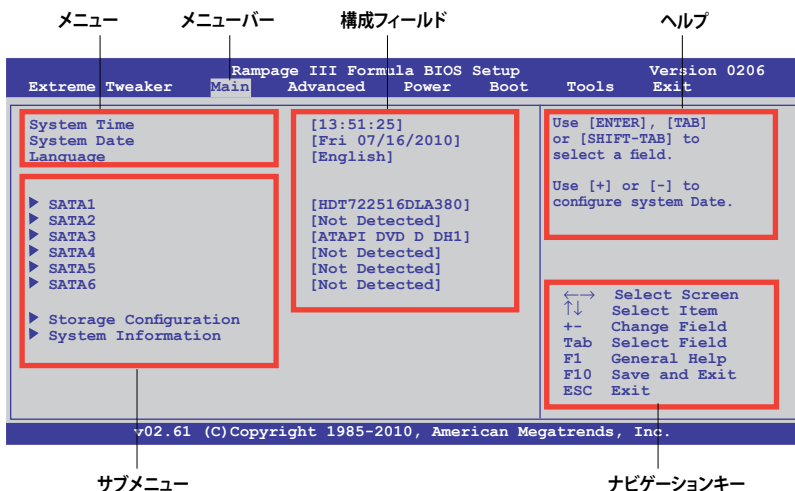 メニュー メニューバー 構成フィールド ヘルプ
Rampage III Formula BIOS Setup Version 0206
Extreme Tweaker Main Advanced Power Boot Tools Exit
System Time [13:51:25]
System Date [Fri 07/16/2010]
Language [English]
SATA1 [HDT722516DLA380]
SATA2 [Not Detected]
SATA3 [ATAPI DVD D DH1]
SATA4 [Not Detected]
SATA5 [Not Detected]
SATA6 [Not Detected]
Storage Configuration
System Information
Use [ENTER], [TAB]
or [SHIFT-TAB] to
select a field.
Use [+] or [-] to
configure system Date.
←→ Select Screen
↑↓ Select Item
+- Change Field
Tab Select Field
F1 General Help
F10 Save and Exit
ESC Exit
v02.61 (C)Copyright 1985-2010, American Megatrends, Inc.
サブメニュー ナビゲーションキー